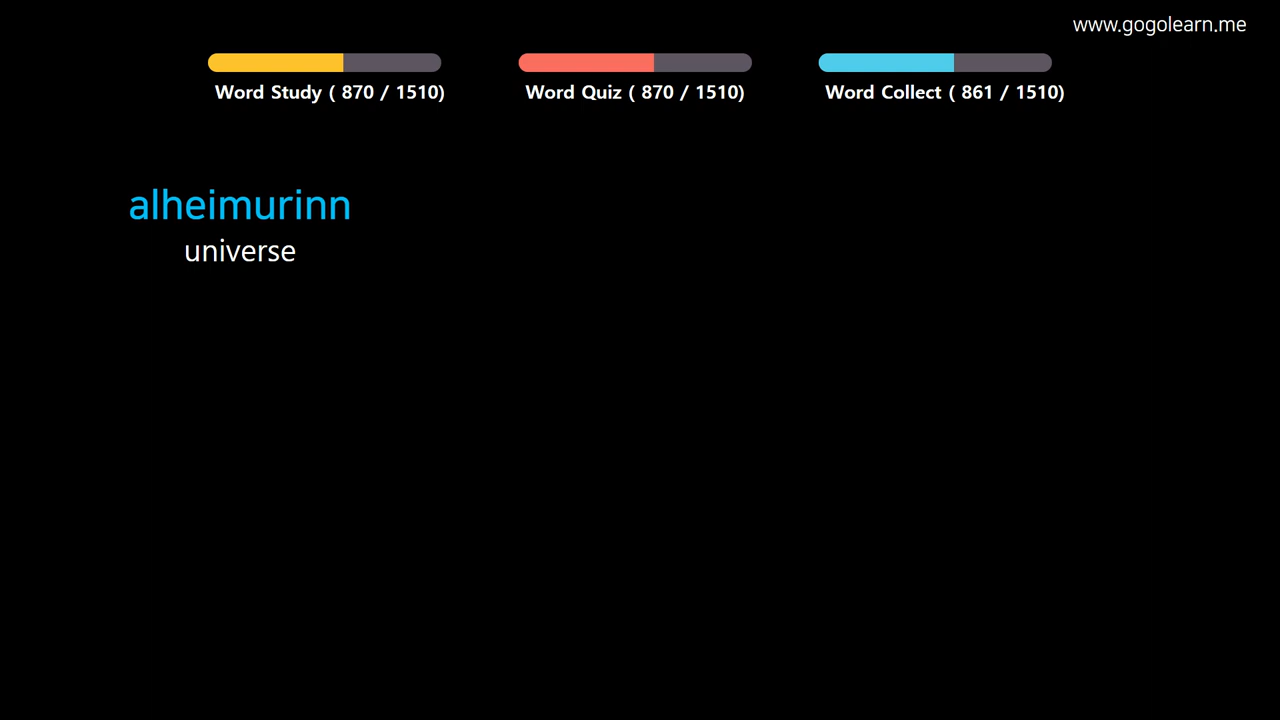 www.gogolearn.me
Word Study ( 870 / 1510)
Word Quiz ( 870 / 1510)
Word Collect ( 861 / 1510)
alheimurinn
universe